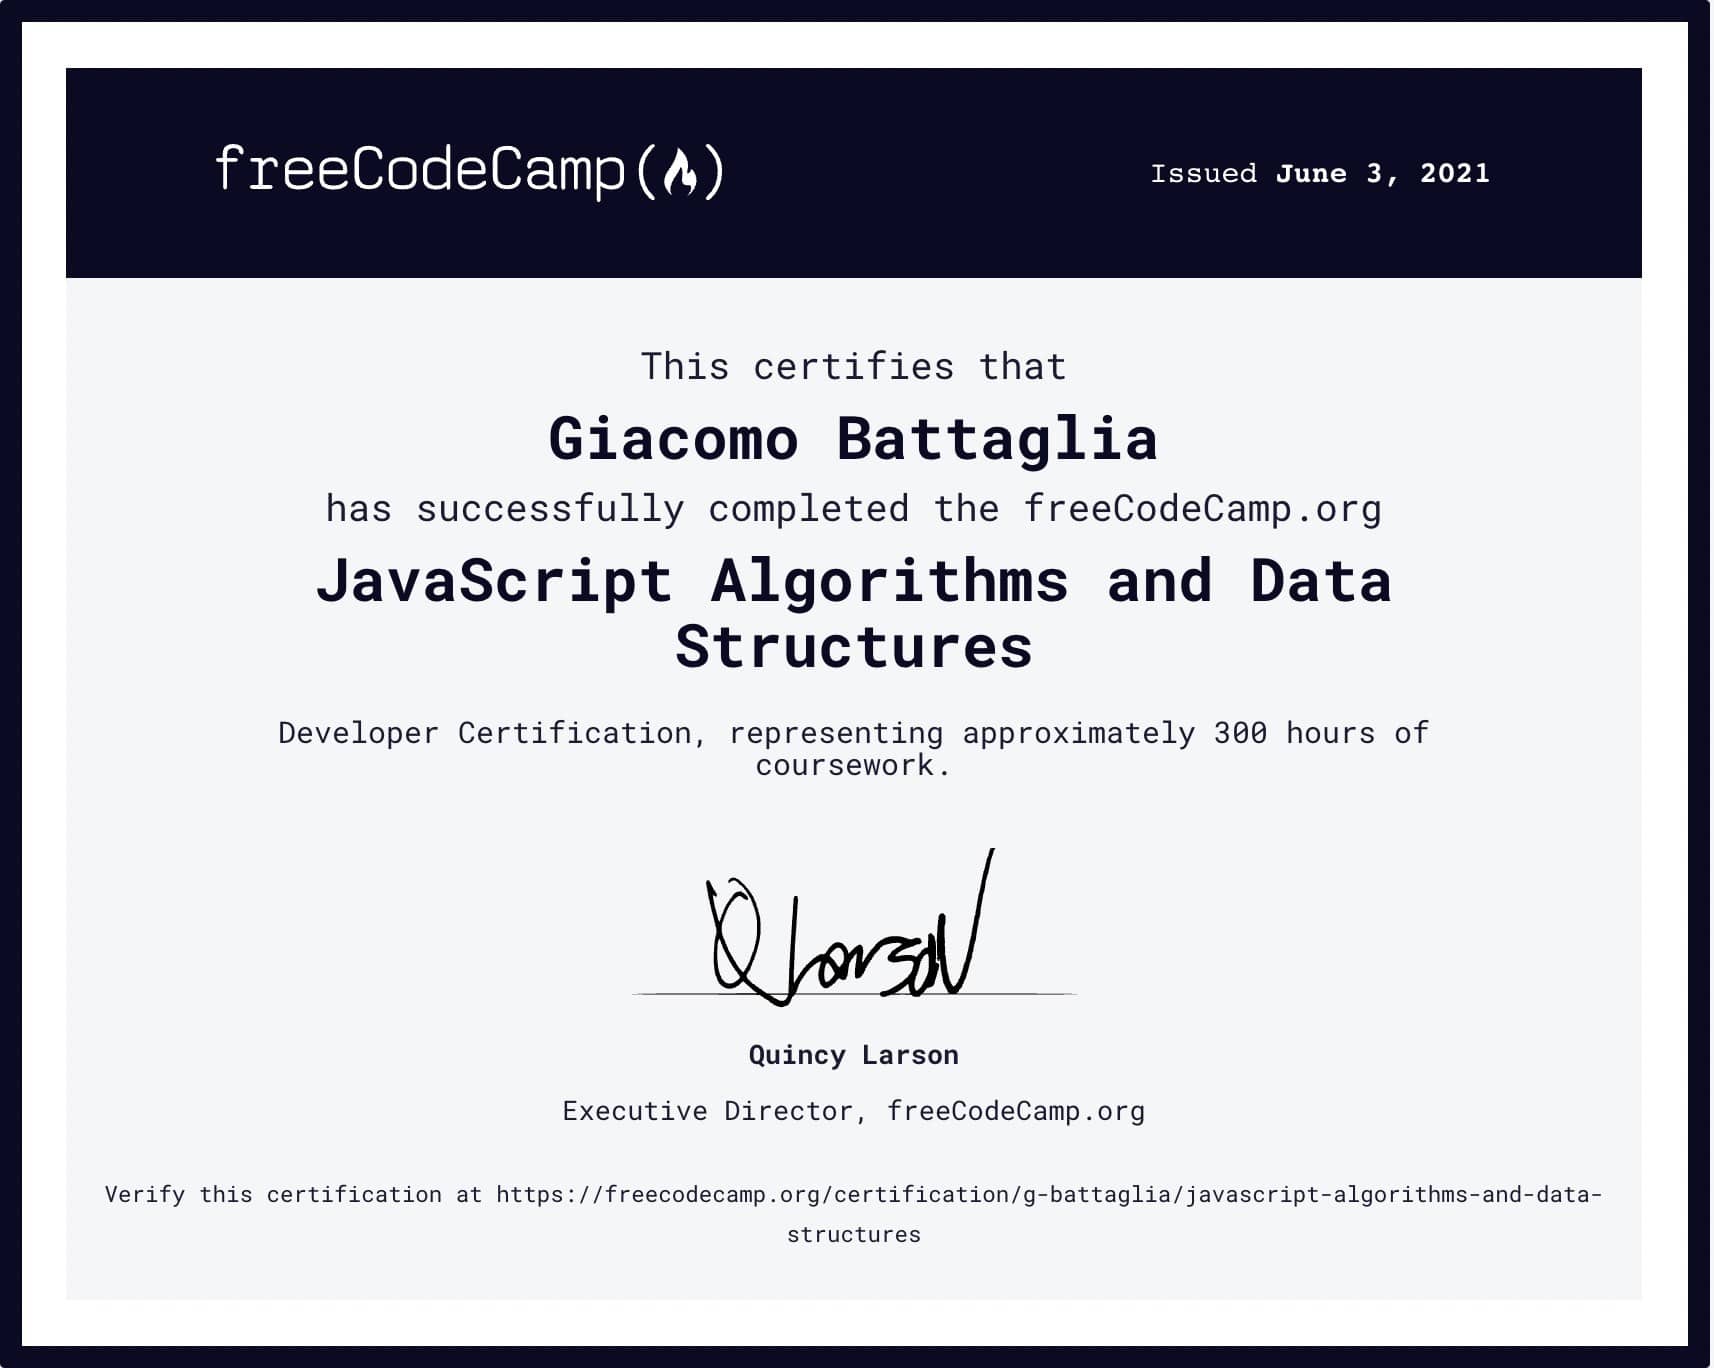 freeCodeCamp(🔥)
Issued June 3, 2021
This certifies that
Giacomo Battaglia
has successfully completed the freeCodeCamp.org
JavaScript Algorithms and Data
Structures
Developer Certification, representing approximately 300 hours of
coursework.
Q Larson
Quincy Larson
Executive Director, freeCodeCamp.org
Verify this certification at https://freecodecamp.org/certification/g-battaglia/javascript-algorithms-and-data-
structures